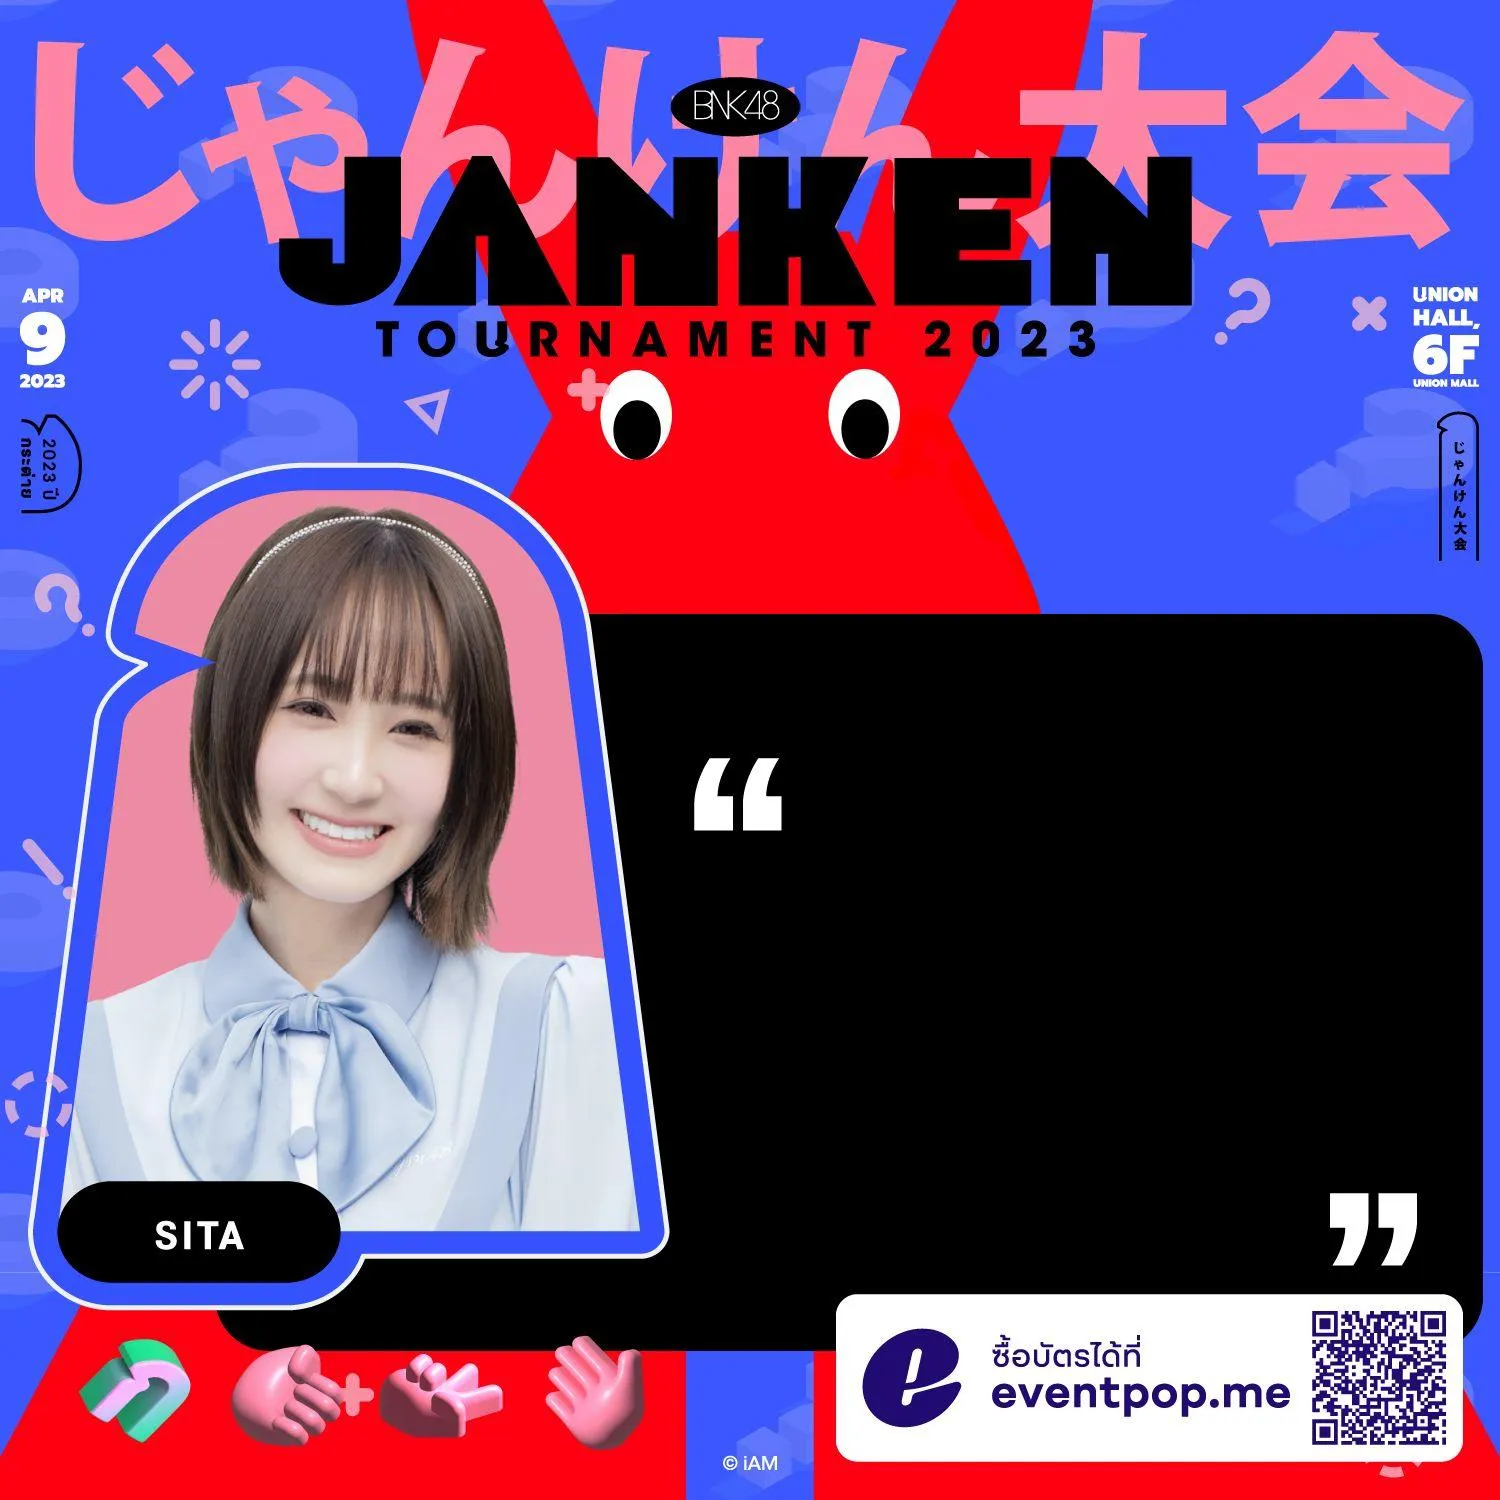 じゃんけん大会
BNK48
JANKEN
TOURNAMENT 2023
APR
9
2023
2023 ปี
กระต่าย
UNION
HALL,
6F
UNION MALL
じゃんけん大会
“
”
SITA
ซื้อบัตรได้ที่
eventpop.me
© iAM